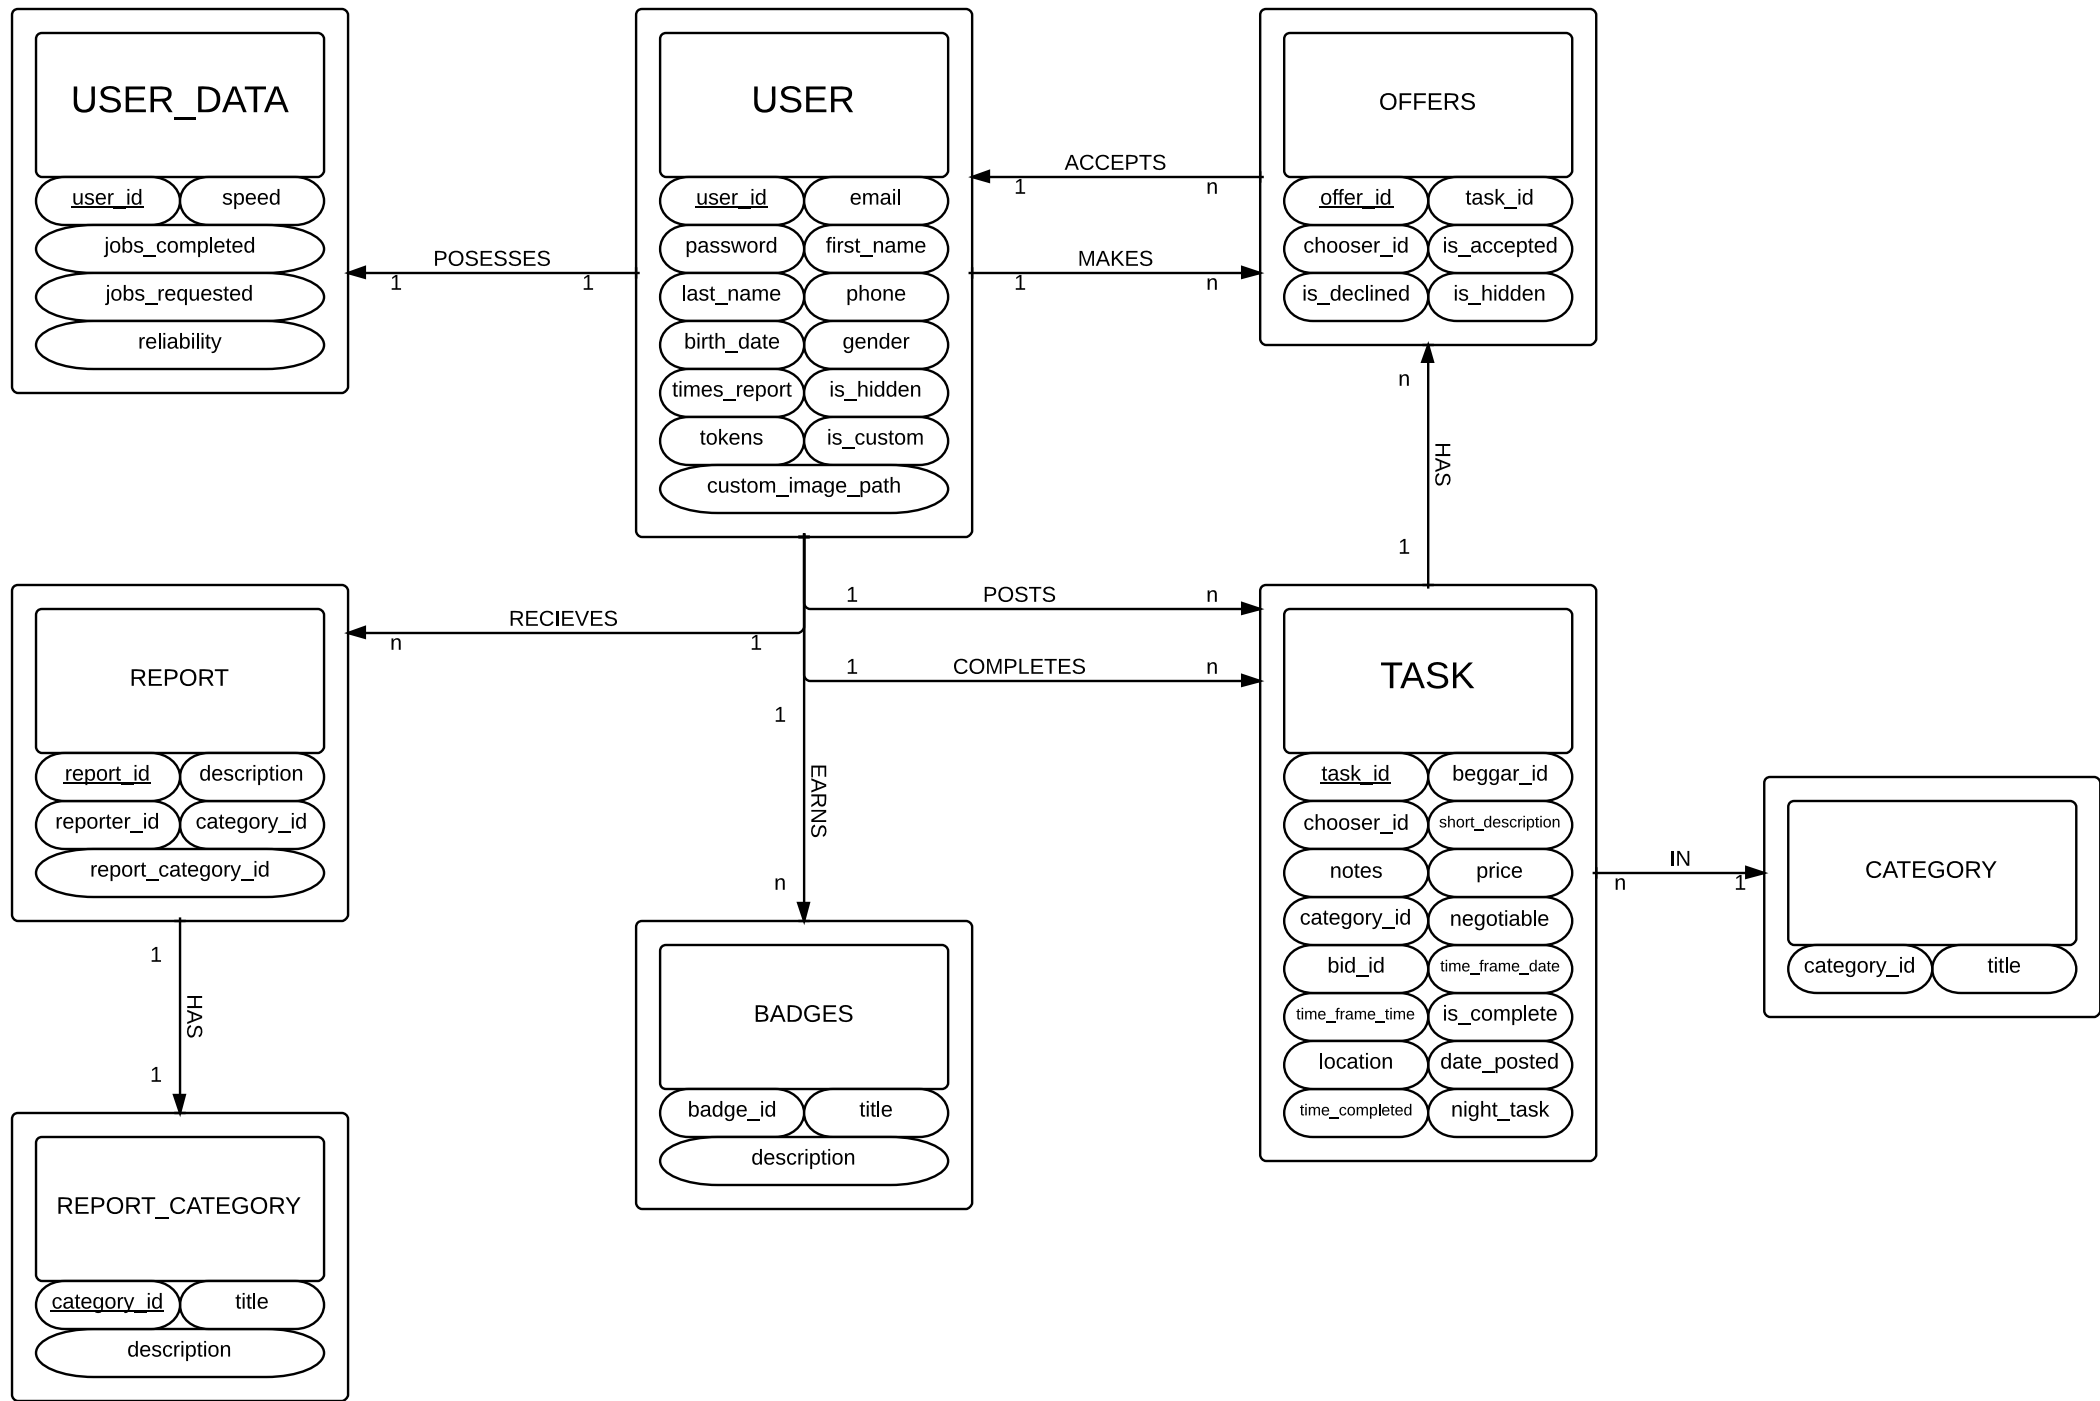 USER_DATA
user_id
speed
jobs_completed
jobs_requested
reliability
POSESSES
1
1
USER
user_id
email
password
first_name
last_name
phone
birth_date
gender
times_report
is_hidden
tokens
is_custom
custom_image_path
ACCEPTS
1
n
MAKES
1
n
OFFERS
offer_id
task_id
chooser_id
is_accepted
is_declined
is_hidden
n
HAS
1
RECIEVES
n
1
1
POSTS
n
1
COMPLETES
n
1
EARNS
n
REPORT
report_id
description
reporter_id
category_id
report_category_id
1
HAS
1
REPORT_CATEGORY
category_id
title
description
BADGES
badge_id
title
description
TASK
task_id
beggar_id
chooser_id
short_description
notes
price
category_id
negotiable
bid_id
time_frame_date
time_frame_time
is_complete
location
date_posted
time_completed
night_task
IN
n
1
CATEGORY
category_id
title